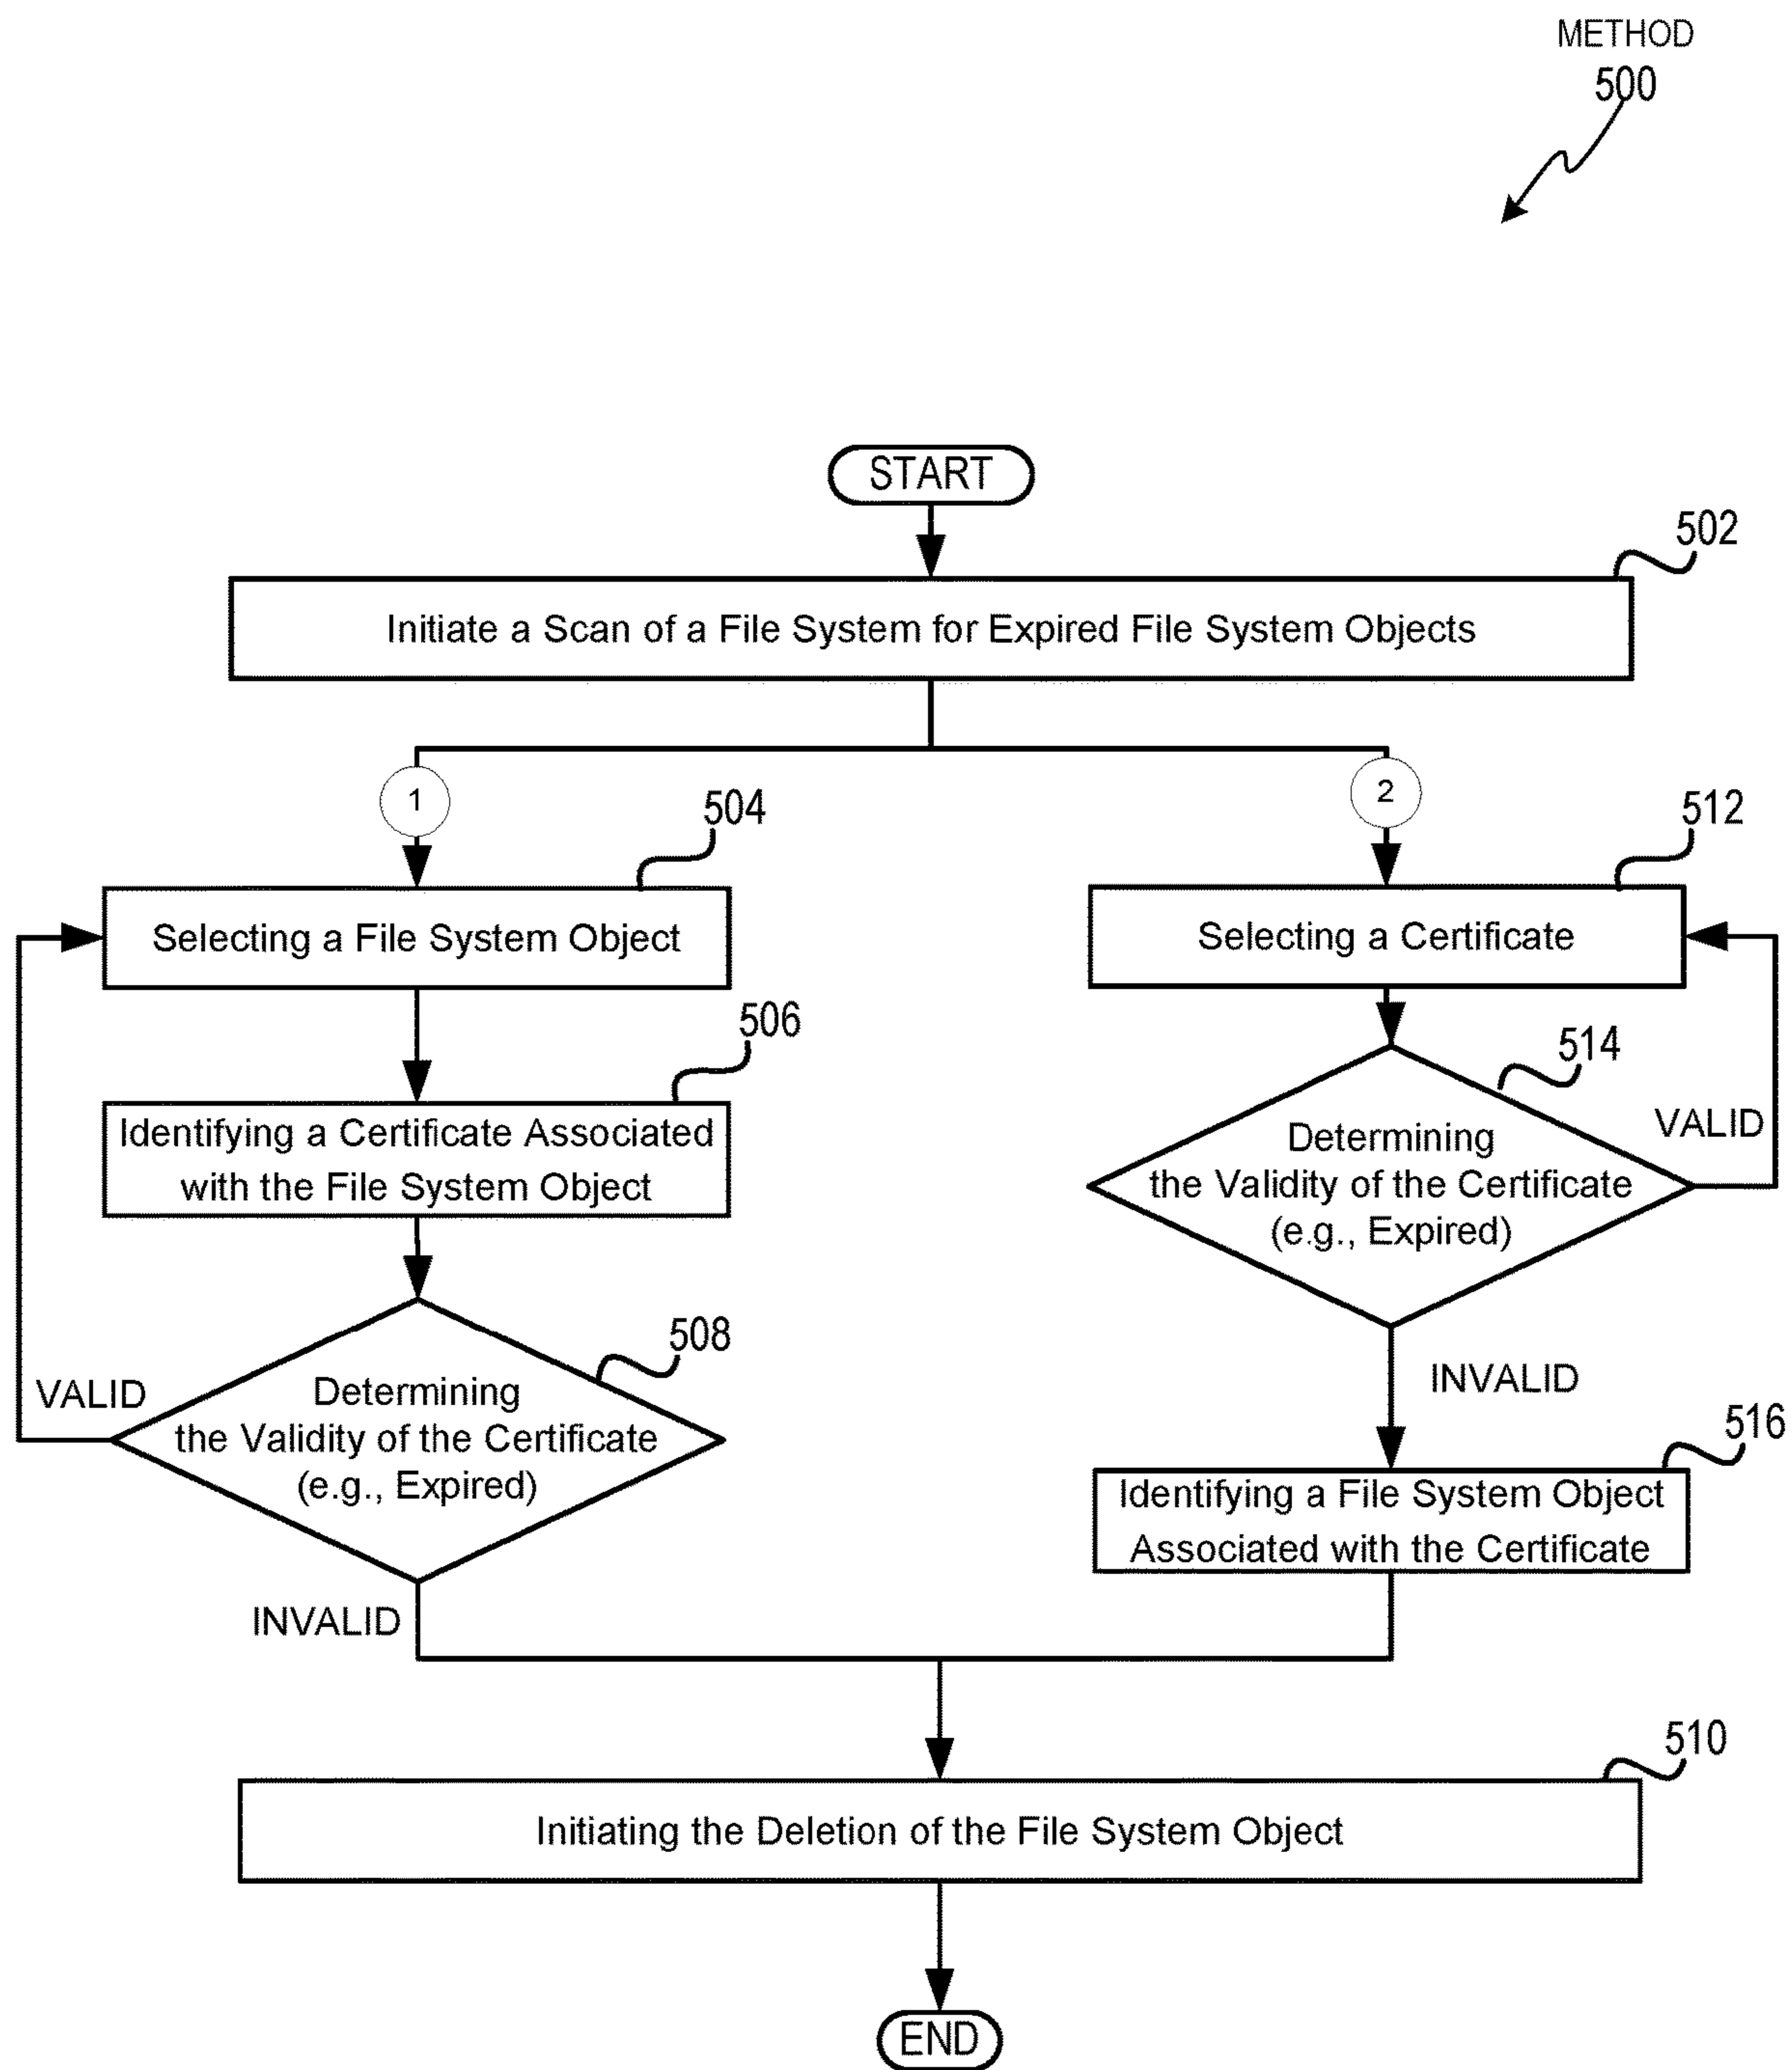 METHOD
500
START
502
Initiate a Scan of a File System for Expired File System Objects
1
2
504
512
Selecting a File System Object
Selecting a Certificate
506
514
Identifying a Certificate Associated
with the File System Object
Determining
the Validity of the Certificate
(e.g., Expired)
VALID
508
VALID
Determining
the Validity of the Certificate
(e.g., Expired)
INVALID
516
Identifying a File System Object
Associated with the Certificate
INVALID
510
Initiating the Deletion of the File System Object
END